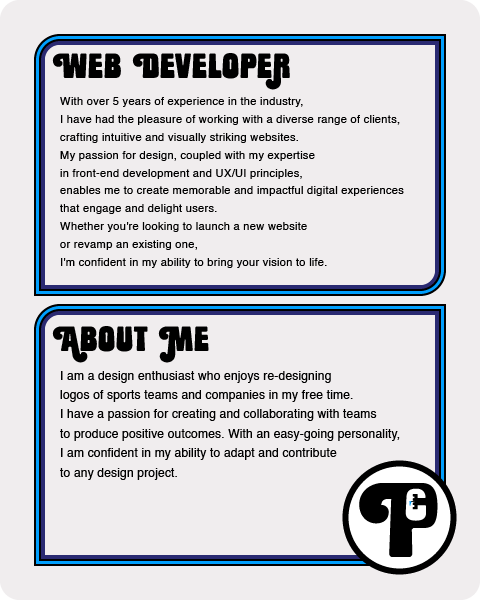 WEB DEVELOPER
With over 5 years of experience in the industry,
I have had the pleasure of working with a diverse range of clients,
crafting intuitive and visually striking websites.
My passion for design, coupled with my expertise
in front-end development and UX/UI principles,
enables me to create memorable and impactful digital experiences
that engage and delight users.
Whether you're looking to launch a new website
or revamp an existing one,
I'm confident in my ability to bring your vision to life.
ABOUT ME
I am a design enthusiast who enjoys re-designing
logos of sports teams and companies in my free time.
I have a passion for creating and collaborating with teams
to produce positive outcomes. With an easy-going personality,
I am confident in my ability to adapt and contribute
to any design project.
P